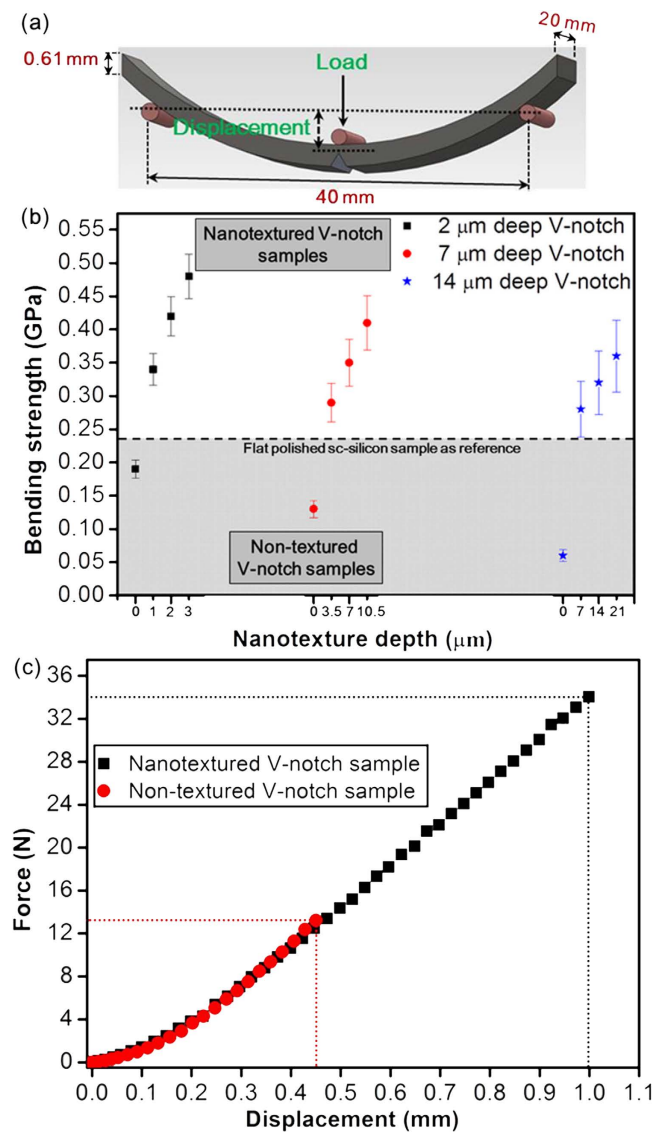 (a)
20 mm
0.61 mm
Load
Displacement
40 mm
(b)
0.55
0.50
0.45
0.40
0.35
0.30
0.25
0.20
0.15
0.10
0.05
0.00
Bending strength (GPa)
Nanotextured V-notch
samples
2 μm deep V-notch
7 μm deep V-notch
14 μm deep V-notch
Flat polished sc-silicon sample as reference
Non-textured
V-notch samples
0 1 2 3 0 3.5 7 10.5 0 7 14 21
Nanotexture depth (μm)
(c)
36
32
28
24
20
16
12
8
4
0
Force (N)
Nanotextured V-notch sample
Non-textured V-notch sample
0.0 0.1 0.2 0.3 0.4 0.5 0.6 0.7 0.8 0.9 1.0 1.1
Displacement (mm)